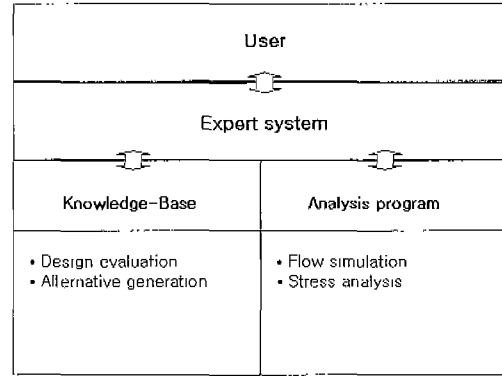 User
Expert system
Knowledge-Base
Analysis program
• Design evaluation
• Alternative generation
• Flow simulation
• Stress analysis